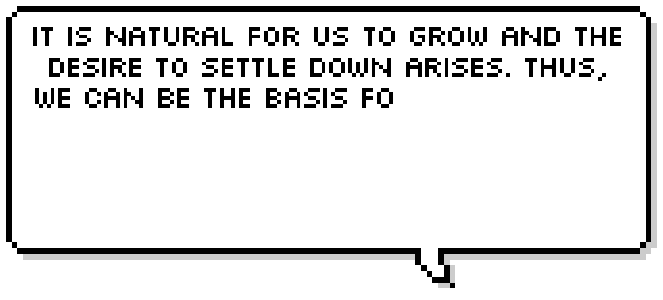 IT IS NATURAL FOR US TO GROW AND THE
DESIRE TO SETTLE DOWN ARISES. THUS,
WE CAN BE THE BASIS FO